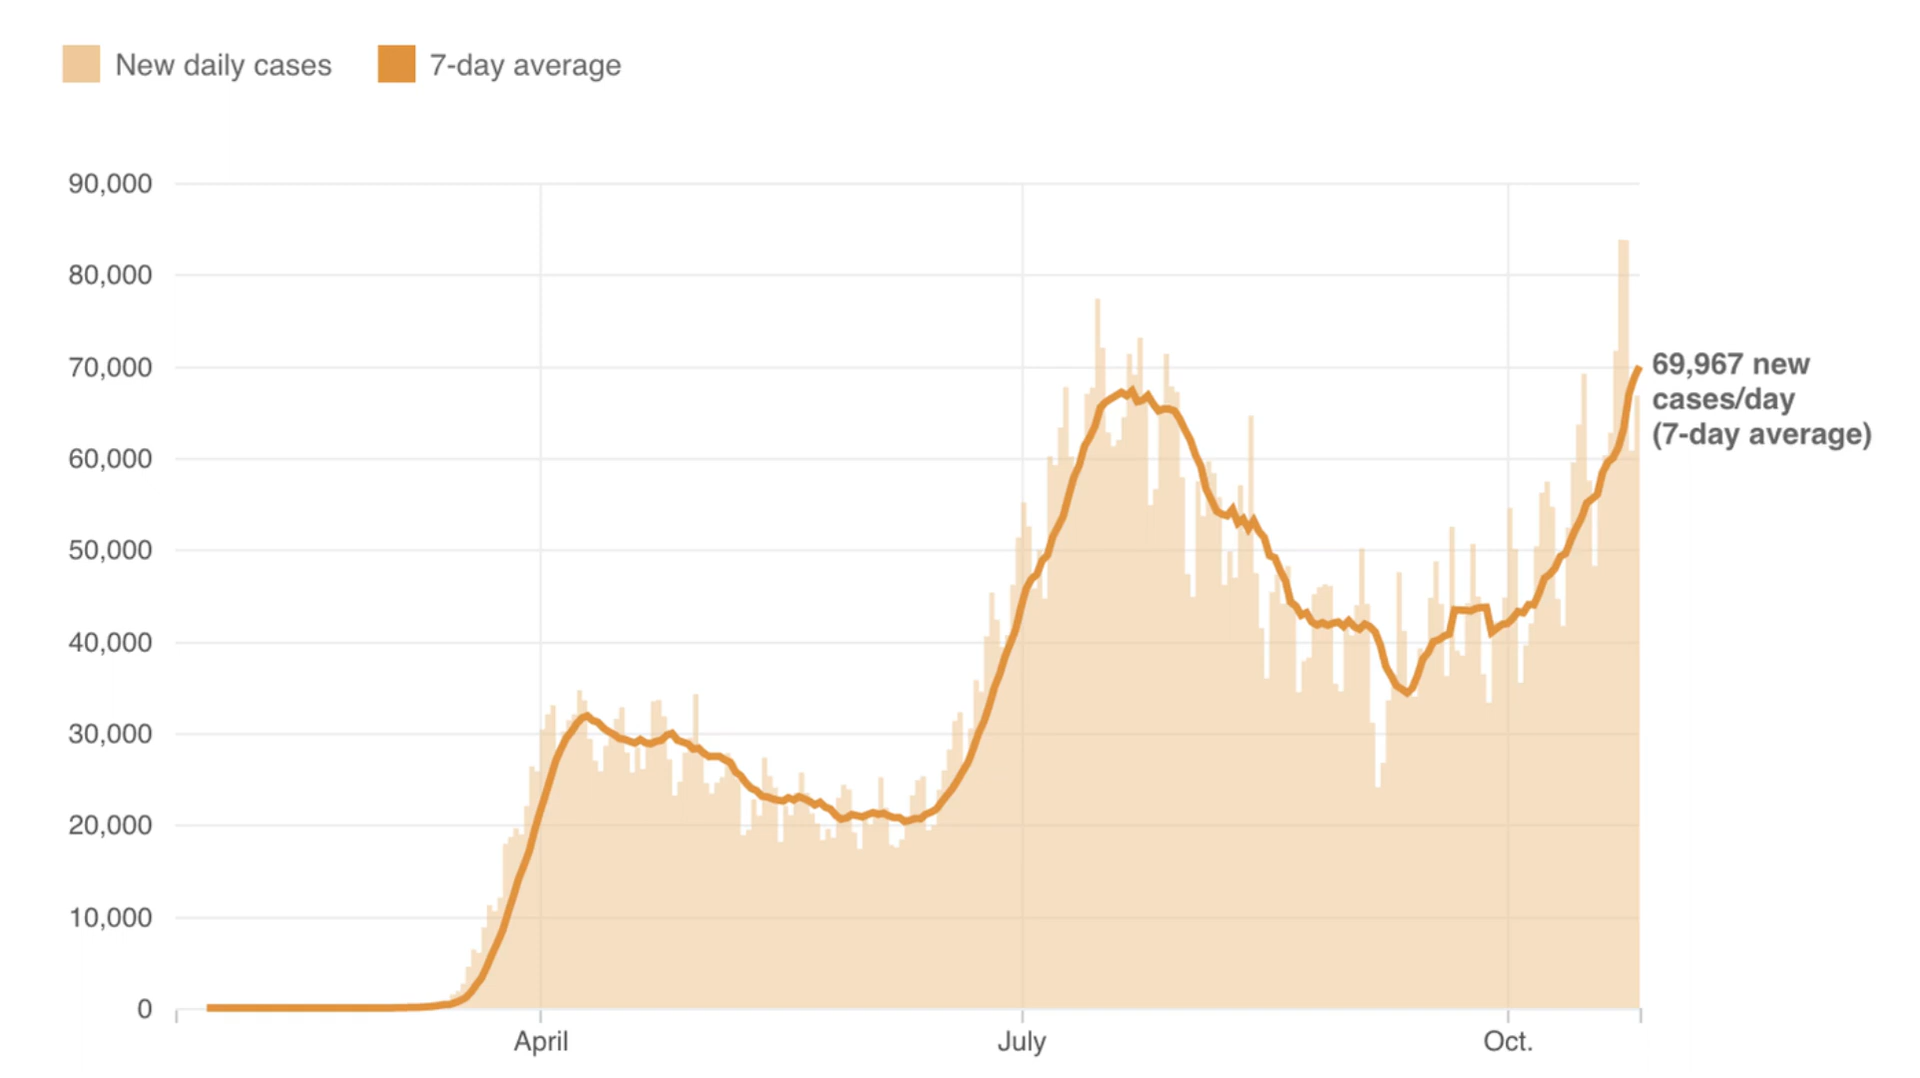 New daily cases 7-day average
90,000
80,000
70,000
69,967 new
cases/day
(7-day average)
60,000
50,000
40,000
30,000
20,000
10,000
0
April July Oct.